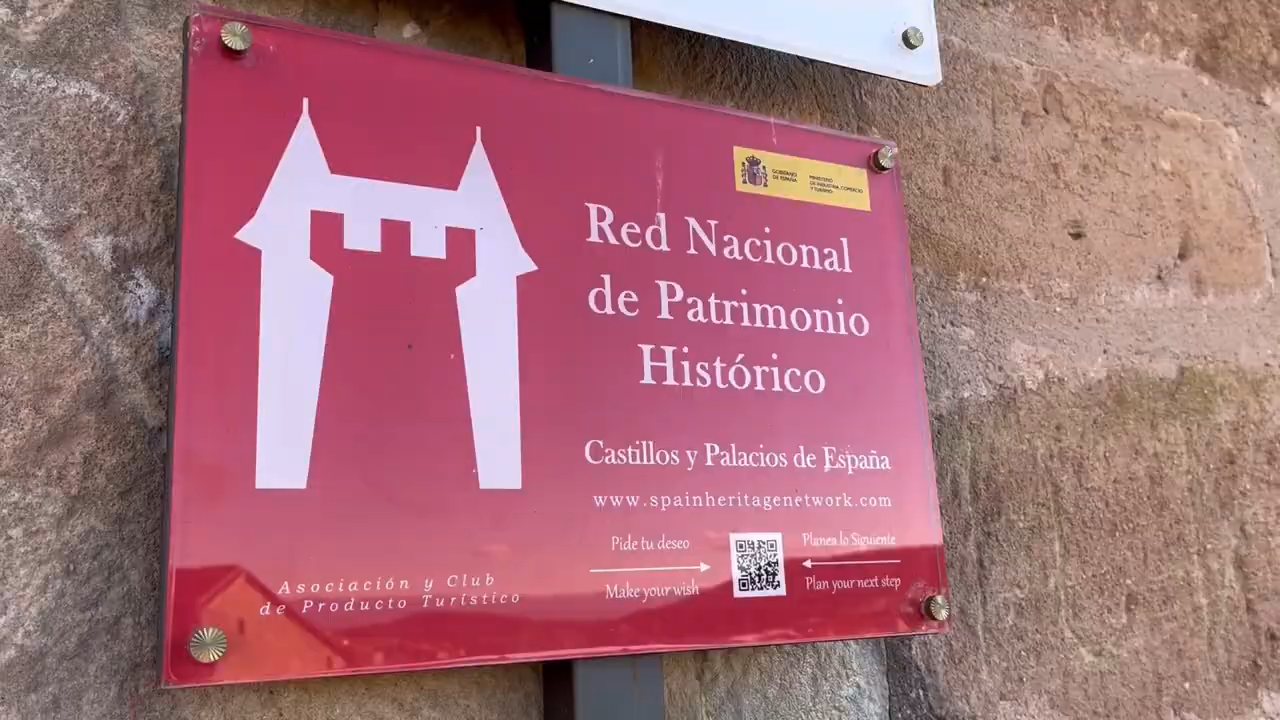 GOBIERNO
DE ESPAÑA
MINISTERIO
DE INDUSTRIA, COMERCIO
Y TURISMO
Red Nacional
de Patrimonio
Histórico
Castillos y Palacios de España
www.spainheritagenetwork.com
Pide tu deseo
Make your wish
Planea lo Siguiente
Plan your next step
Asociación y Club
de Producto Turístico